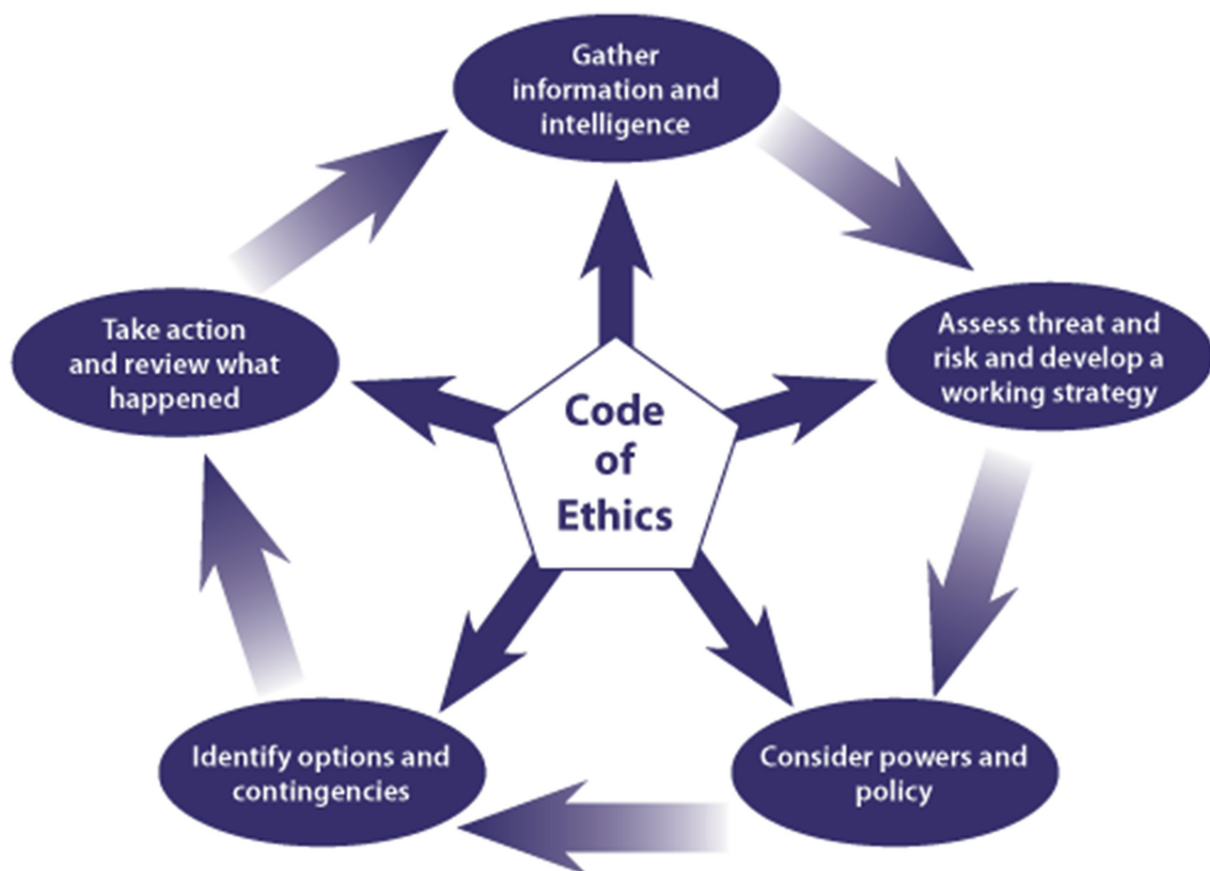 Gather
information and
intelligence
Assess threat and
risk and develop a
working strategy
Consider powers and
policy
Identify options and
contingencies
Take action
and review what
happened
Code
of
Ethics